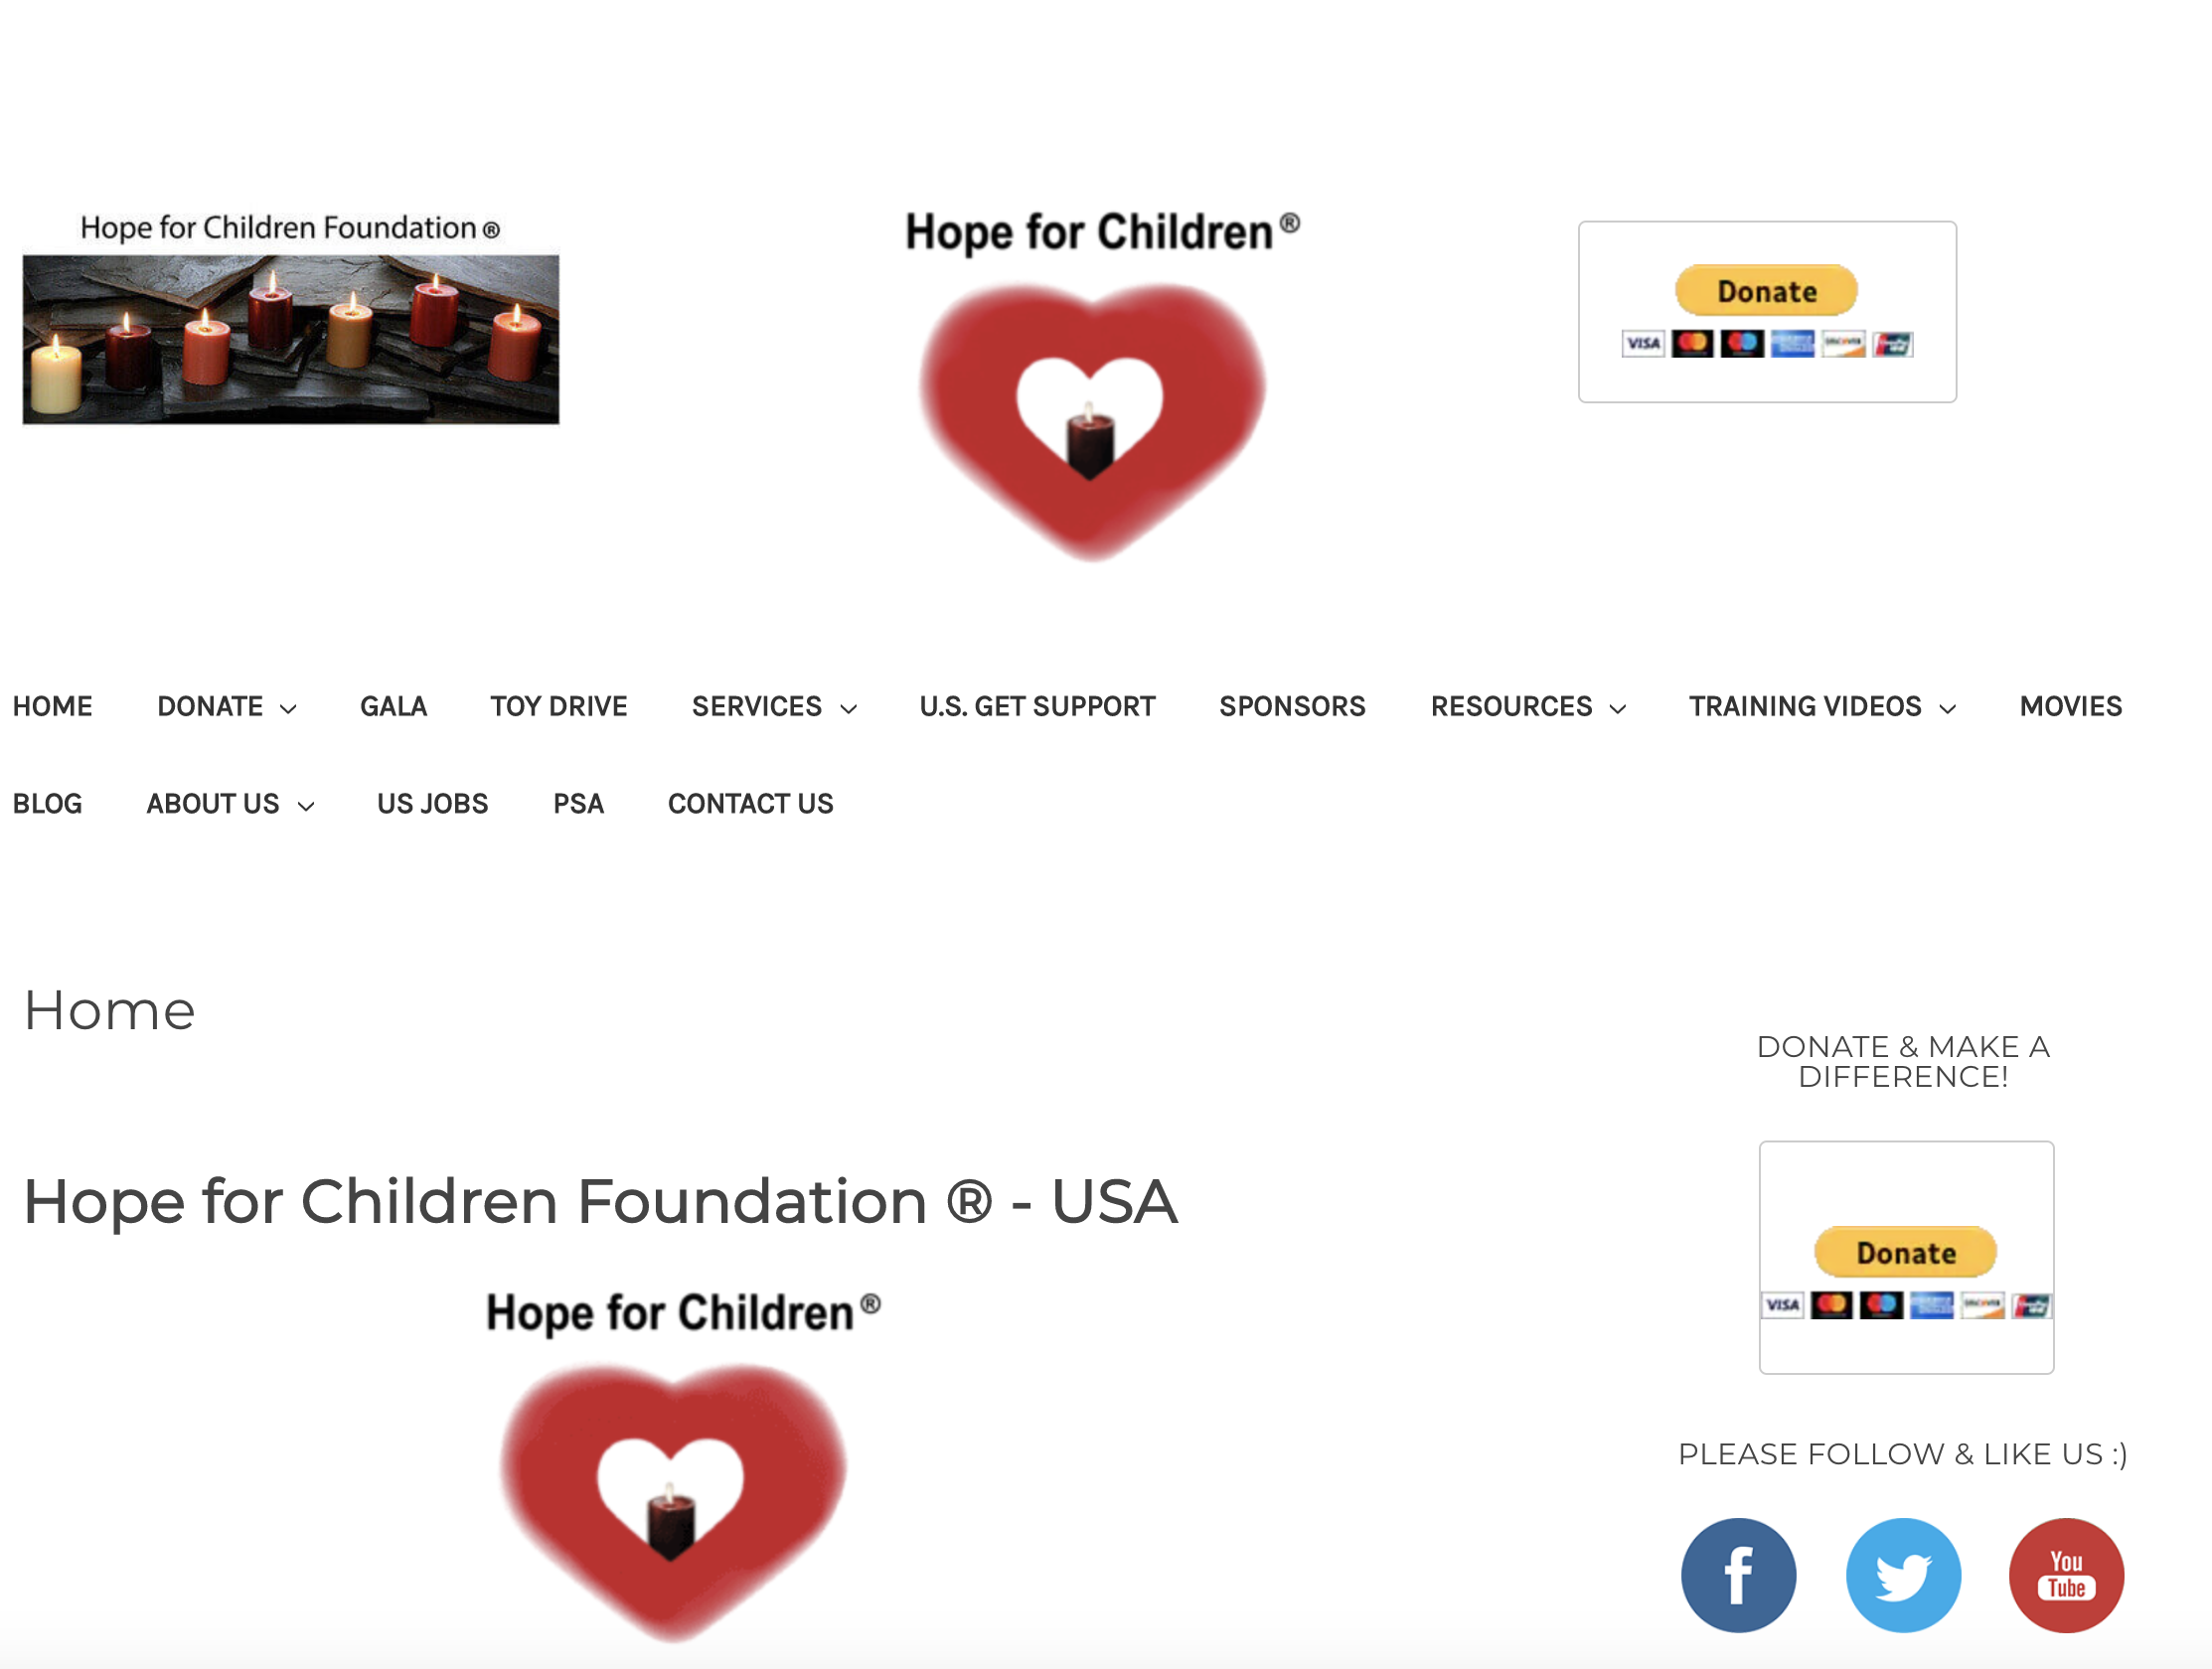 Hope for Children Foundation ®
Hope for Children®
Donate
VISA
DISCOVER
HOME DONATE GALA TOY DRIVE SERVICES U.S. GET SUPPORT SPONSORS RESOURCES TRAINING VIDEOS MOVIES
BLOG ABOUT US US JOBS PSA CONTACT US
Home
DONATE & MAKE A
DIFFERENCE!
Hope for Children Foundation ® - USA
Donate
VISA
DISCOVER
Hope for Children®
PLEASE FOLLOW & LIKE US :)
f
You
Tube